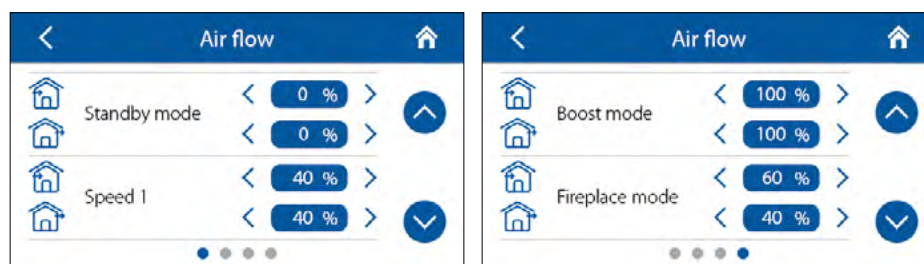 Air flow
Standby mode
0 %
0 %
Speed 1
40 %
40 %
Air flow
Boost mode
100 %
100 %
Fireplace mode
60 %
40 %